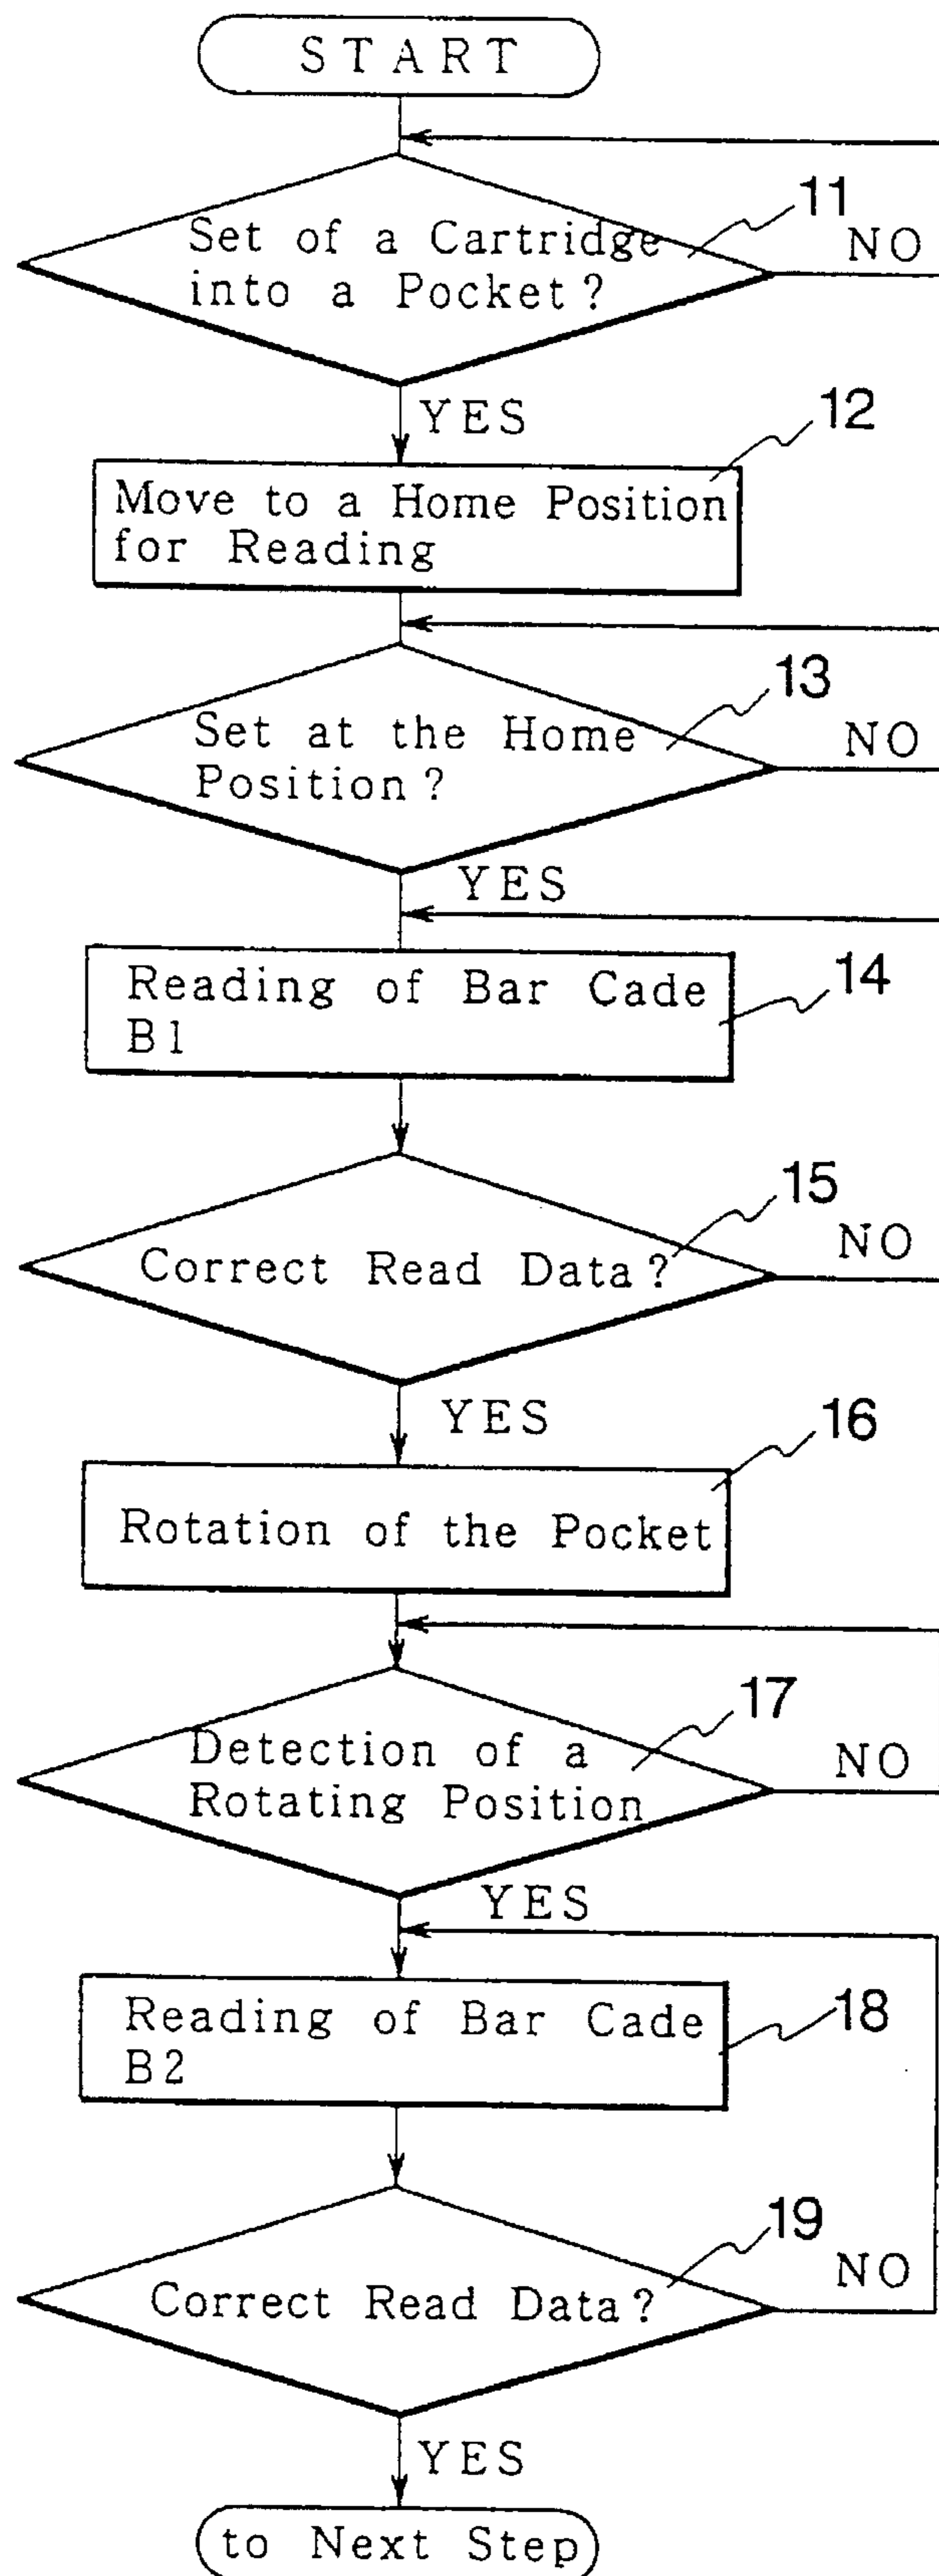 START
11
Set of a Cartridge
into a Pocket?
NO
YES
12
Move to a Home Position
for Reading
13
Set at the Home
Position?
NO
YES
14
Reading of Bar Cade
B1
15
Correct Read Data?
NO
YES
16
Rotation of the Pocket
17
Detection of a
Rotating Position
NO
YES
18
Reading of Bar Cade
B2
19
Correct Read Data?
NO
YES
to Next Step